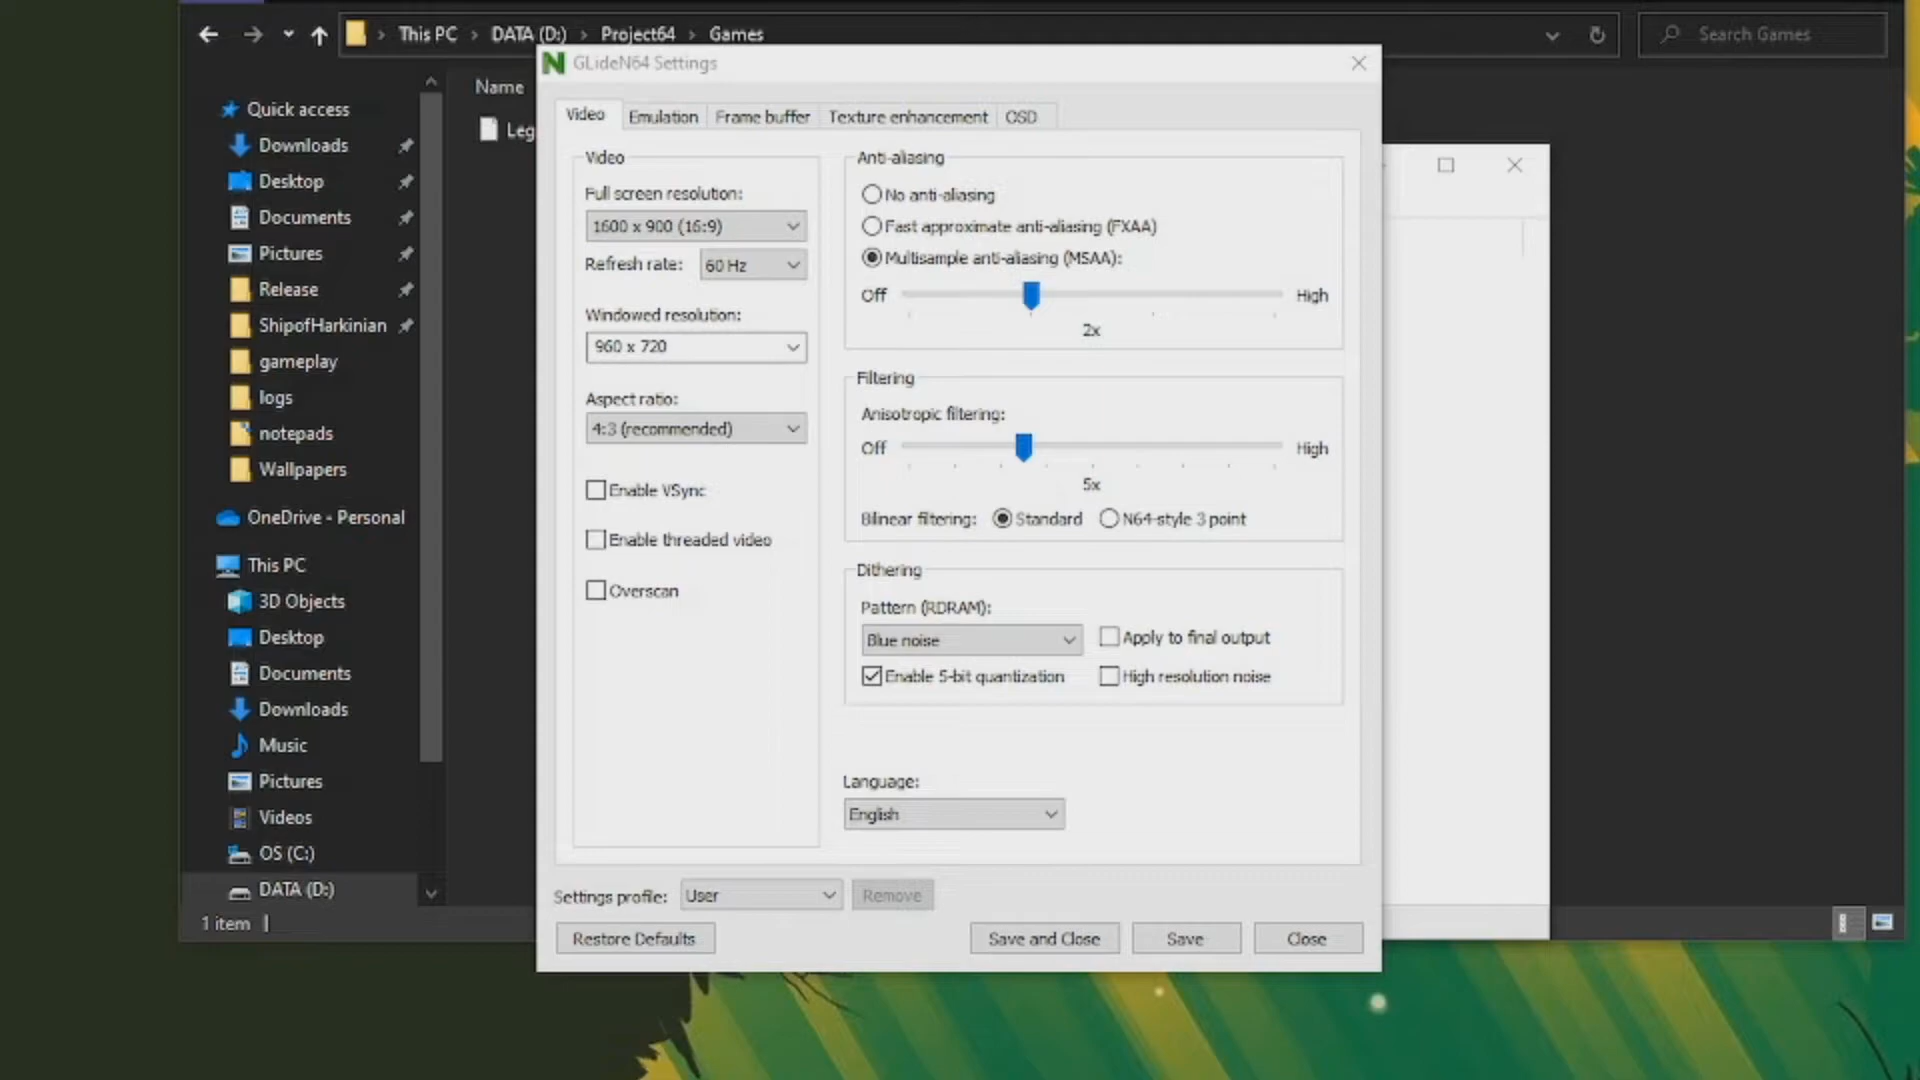 This PC > DATA (D:) > Project64 > Games
Search Games
Quick access
Downloads
Desktop
Documents
Pictures
Release
ShipofHarkinian
gameplay
logs
notepads
Wallpapers
OneDrive - Personal
This PC
3D Objects
Desktop
Documents
Downloads
Music
Pictures
Videos
OS (C:)
DATA (D:)
1 item
Name
Leg
GLideN64 Settings
Video Emulation Frame buffer Texture enhancement OSD
Video
Full screen resolution:
1600 x 900 (16:9)
Refresh rate: 60 Hz
Windowed resolution:
960 x 720
Aspect ratio:
4:3 (recommended)
Enable VSync
Enable threaded video
Overscan
Anti-aliasing
No anti-aliasing
Fast approximate anti-aliasing (FXAA)
Multisample anti-aliasing (MSAA):
Off High
2x
Filtering
Anisotropic filtering:
Off High
5x
Bilinear filtering: Standard N64-style 3 point
Dithering
Pattern (RDRAM):
Blue noise Apply to final output
Enable 5-bit quantization High resolution noise
Language:
English
Settings profile: User Remove
Restore Defaults Save and Close Save Close